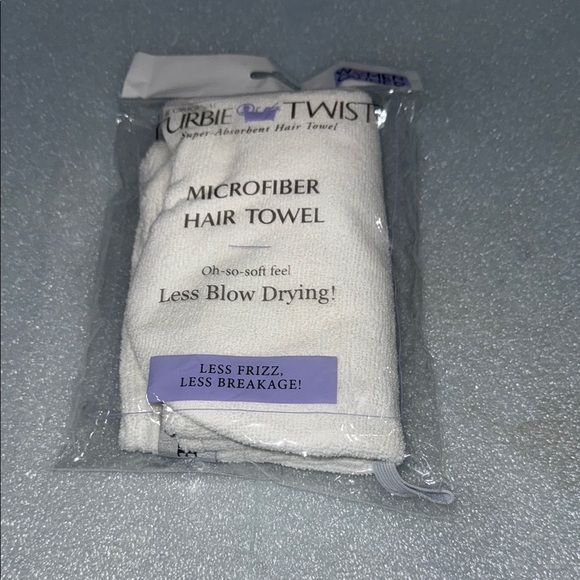 TURBIE TWIST
Super-Absorbent Hair Towel
MICROFIBER
HAIR TOWEL
Oh-so-soft feel
Less Blow Drying!
LESS FRIZZ,
LESS BREAKAGE!